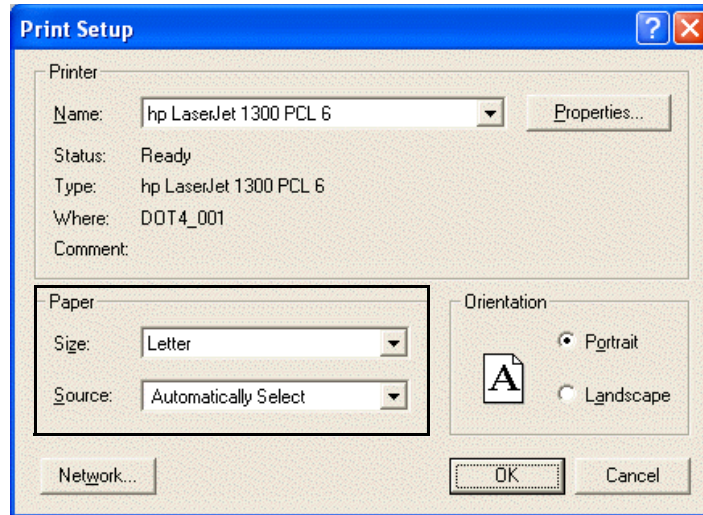 Print Setup
Printer
Name: hp LaserJet 1300 PCL 6 Properties...
Status: Ready
Type: hp LaserJet 1300 PCL 6
Where: DOT4_001
Comment:
Paper
Size: Letter
Source: Automatically Select
Orientation
A
Portrait
Landscape
Network... OK Cancel